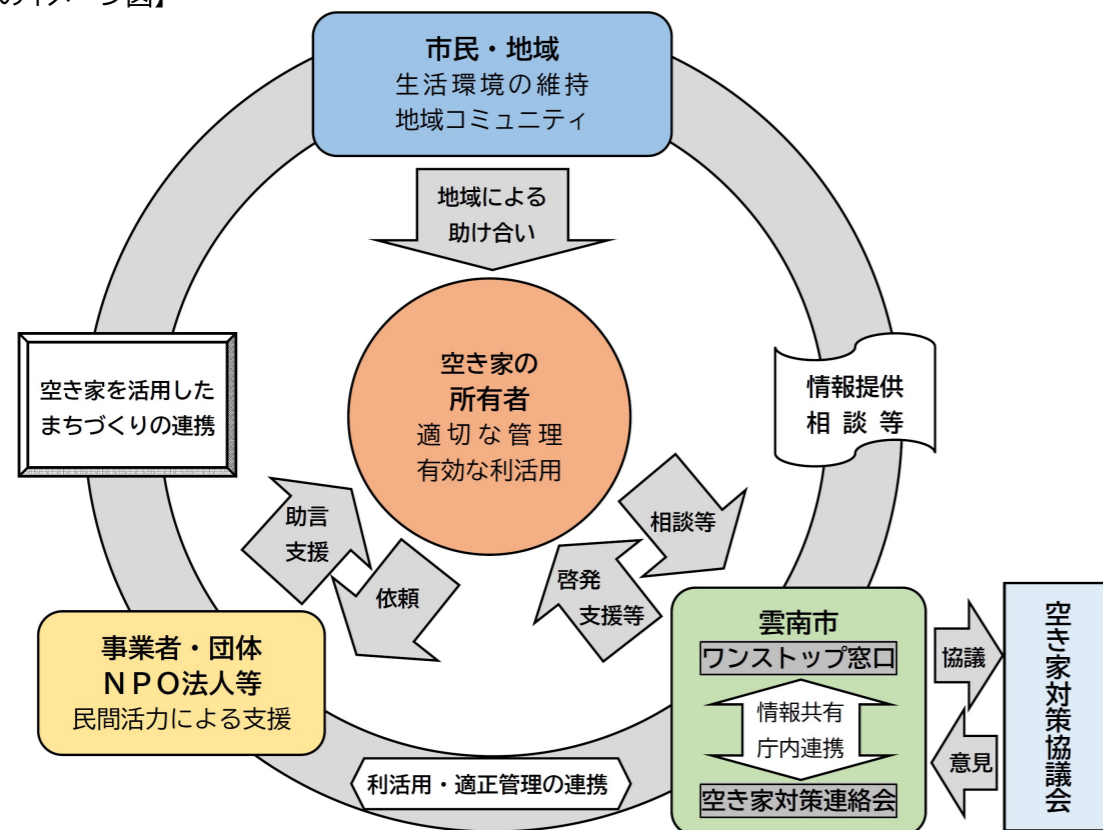 のイメージ図】
市民・地域
生活環境の維持
地域コミュニティ
地域による
助け合い
空き家を活用した
まちづくりの連携
空き家の
所有者
適切な管理
有効な利活用
情報提供
相談等
助言
支援
依頼
相談等
啓発
支援等
事業者・団体
ＮＰＯ法人等
民間活力による支援
雲南市
ワンストップ窓口
情報共有
庁内連携
空き家対策連絡会
協議
意見
空き家対策協議会
利活用・適正管理の連携